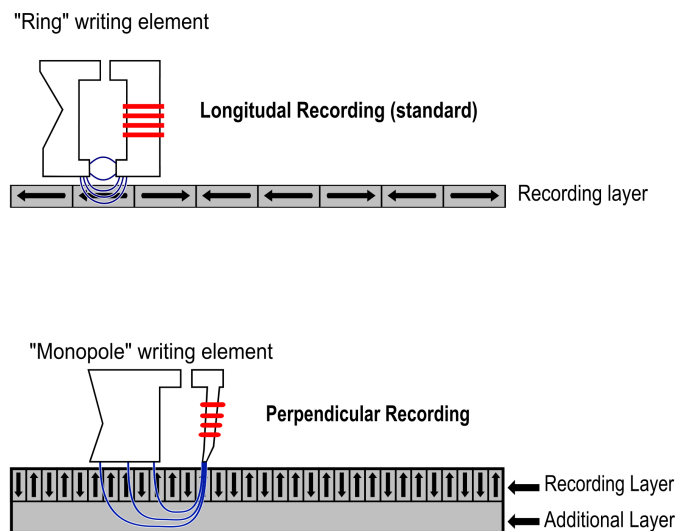 "Ring" writing element
Longitudal Recording (standard)
Recording layer
"Monopole" writing element
Perpendicular Recording
Recording Layer
Additional Layer